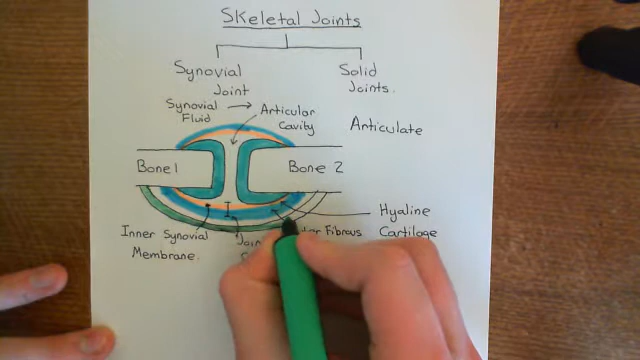 Skeletal Joints
Synovial
Joint
Solid
Joints.
Synovial
Fluid
Articular
Cavity
Articulate
Bone 1
Bone 2
Hyaline
Cartilage
Inner Synovial
Membrane.
Joint
Fibrous